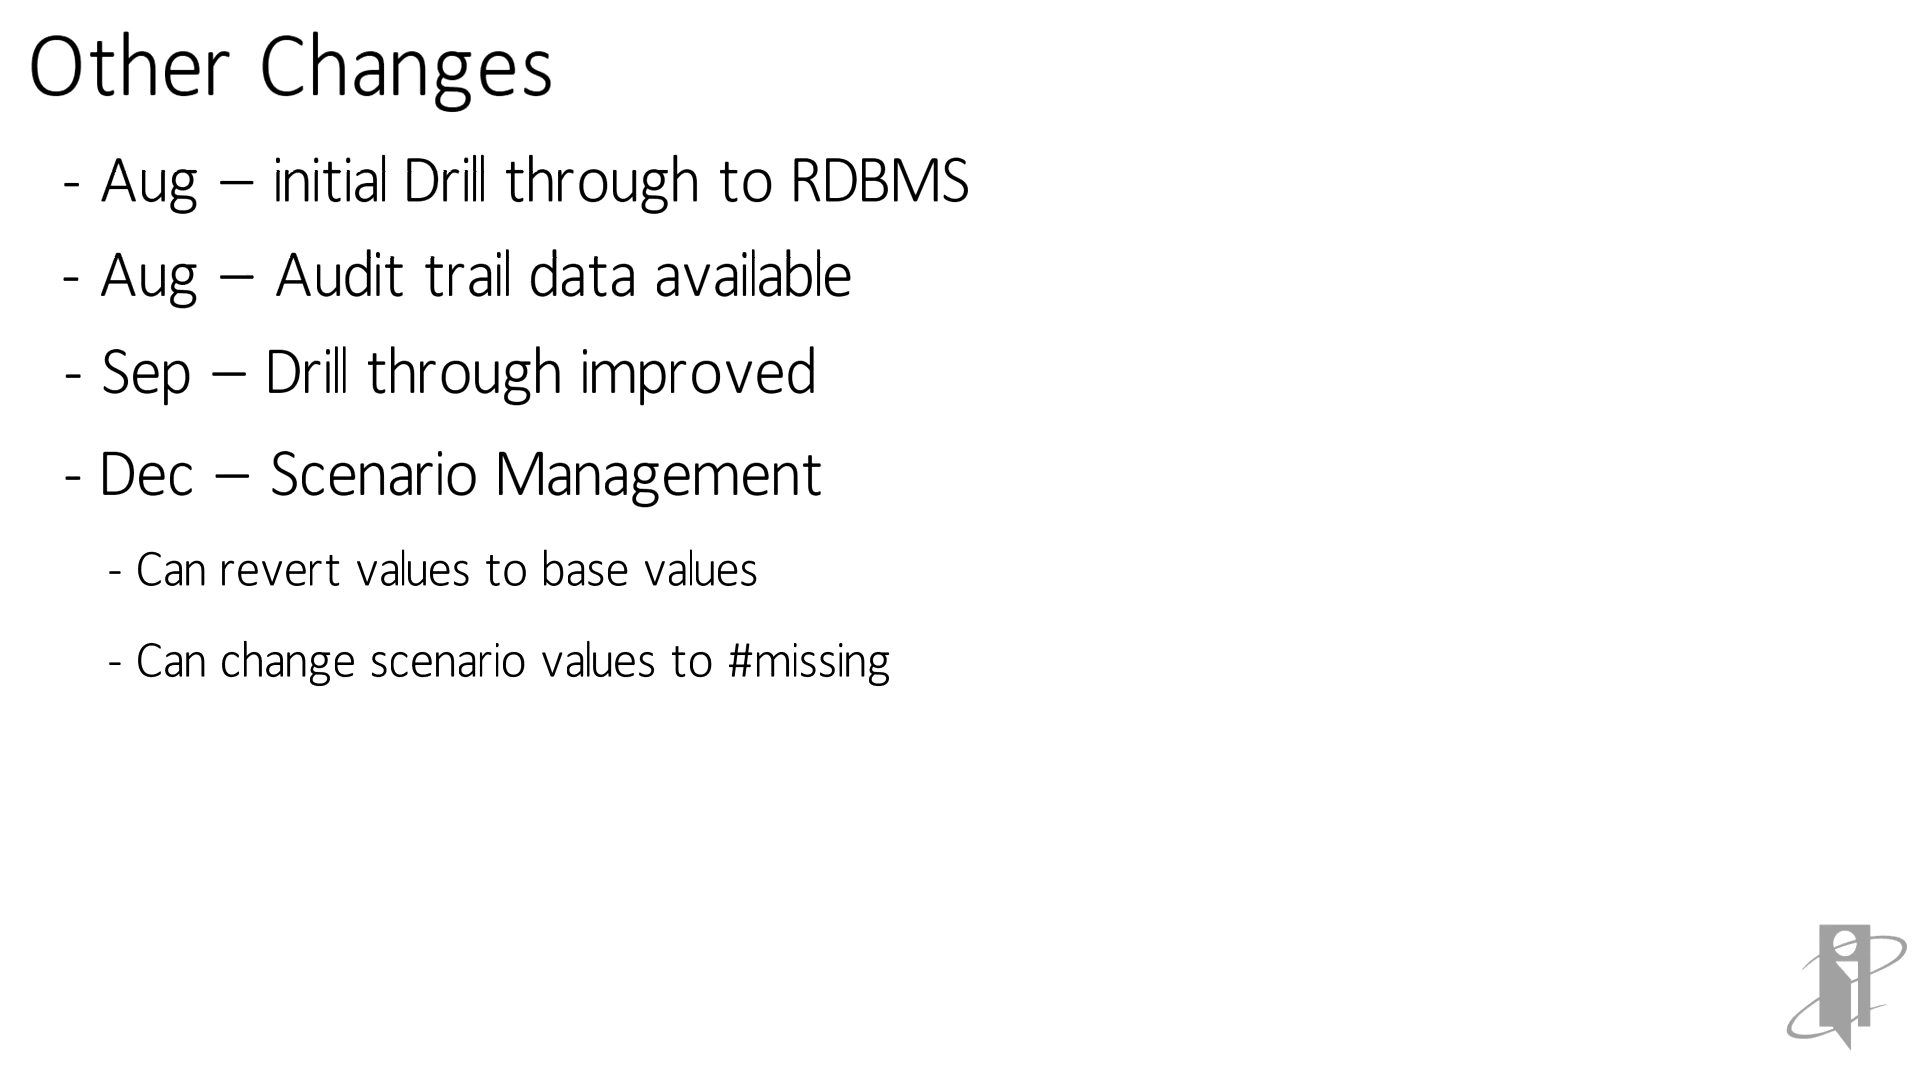 Other Changes
- Aug – initial Drill through to RDBMS
- Aug – Audit trail data available
- Sep – Drill through improved
- Dec – Scenario Management
- Can revert values to base values
- Can change scenario values to #missing